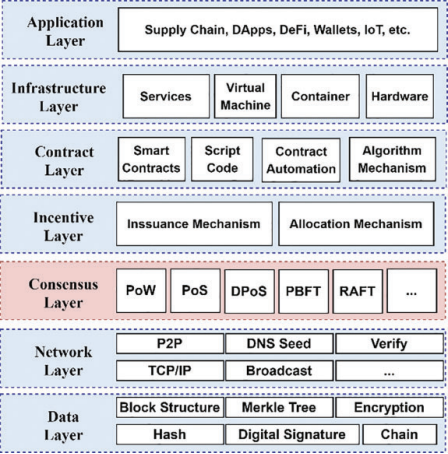 Application
Layer
Supply Chain, DApps, DeFi, Wallets, IoT, etc.
Infrastructure
Layer
Services
Virtual
Machine
Container
Hardware
Contract
Layer
Smart
Contracts
Script
Code
Contract
Automation
Algorithm
Mechanism
Incentive
Layer
Inssuance Mechanism
Allocation Mechanism
Consensus
Layer
PoW
PoS
DPoS
PBFT
RAFT
...
Network
Layer
P2P
DNS Seed
Verify
TCP/IP
Broadcast
...
Data
Layer
Block Structure
Merkle Tree
Encryption
Hash
Digital Signature
Chain